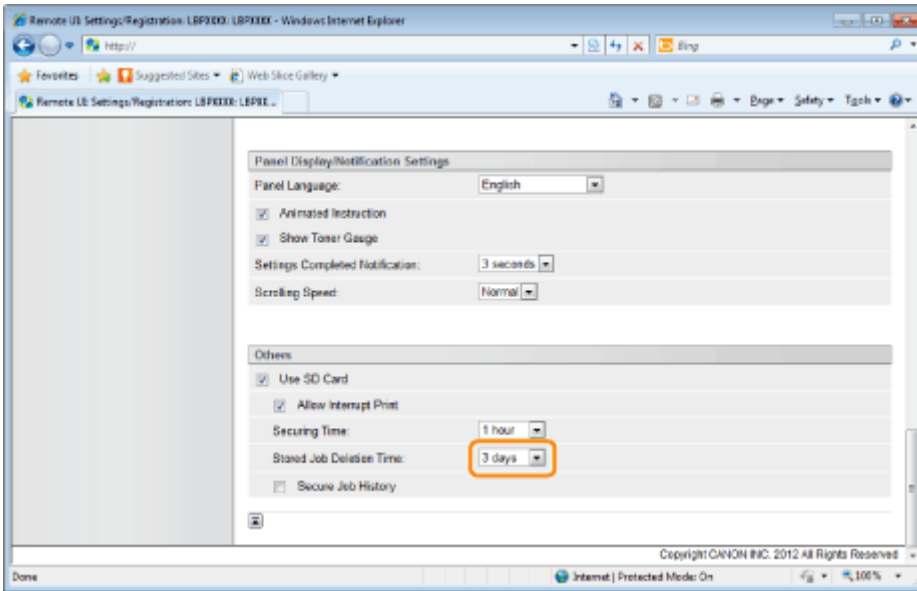 Remote UI: Settings/Registration: LBPXXXX: LBPXXXX - Windows Internet Explorer
http://
Bing
Favorites Suggested Sites Web Slice Gallery
Remote UI: Settings/Registration: LBPXXXX: LBPXE...
Page Safety Tools
Panel Display/Notification Settings
Panel Language: English
Animated Instruction
Show Toner Gauge
Settings Completed Notification: 3 seconds
Scrolling Speed: Normal
Others
Use SD Card
Allow Interrupt Print
Securing Time: 1 hour
Stored Job Deletion Time: 3 days
Secure Job History
Copyright CANON INC. 2012 All Rights Reserved
Done Internet | Protected Mode: On 100%